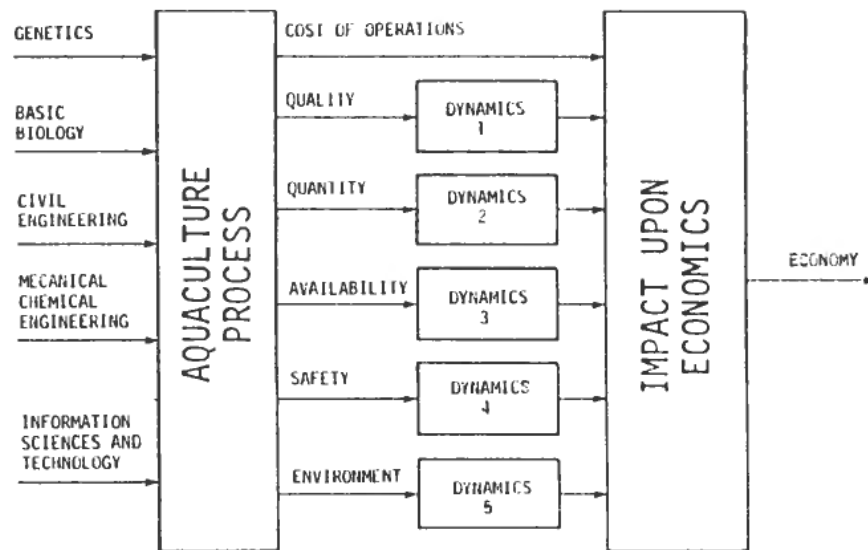 GENETICS
COST OF OPERATIONS
QUALITY
DYNAMICS
1
BASIC
BIOLOGY
QUANTITY
DYNAMICS
2
CIVIL
ENGINEERING
AQUACULTURE
PROCESS
IMPACT UPON
ECONOMICS
ECONOMY
MECANICAL
CHEMICAL
ENGINEERING
AVAILABILITY
DYNAMICS
3
SAFETY
DYNAMICS
4
INFORMATION
SCIENCES AND
TECHNOLOGY
ENVIRONMENT
DYNAMICS
5